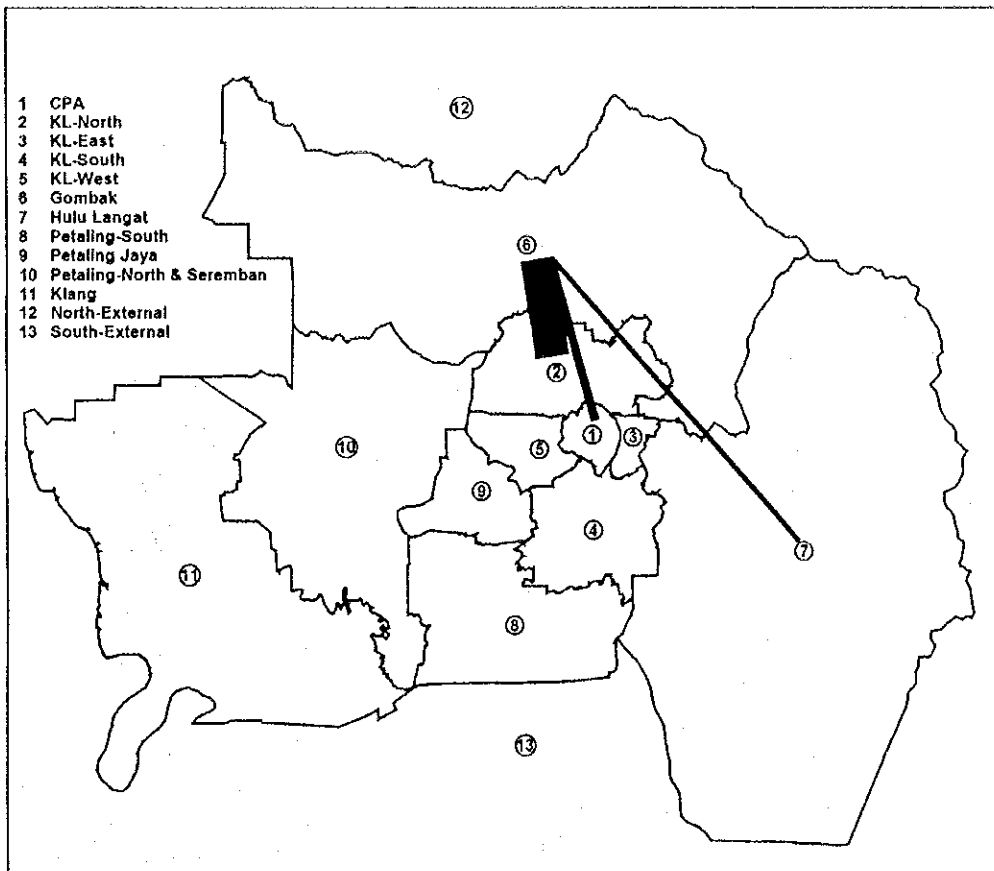 1 CPA
2 KL-North
3 KL-East
4 KL-South
5 KL-West
6 Gombak
7 Hulu Langat
8 Petaling-South
9 Petaling Jaya
10 Petaling-North & Seremban
11 Klang
12 North-External
13 South-External
12
6
2
1
3
5
10
9
4
7
11
8
13